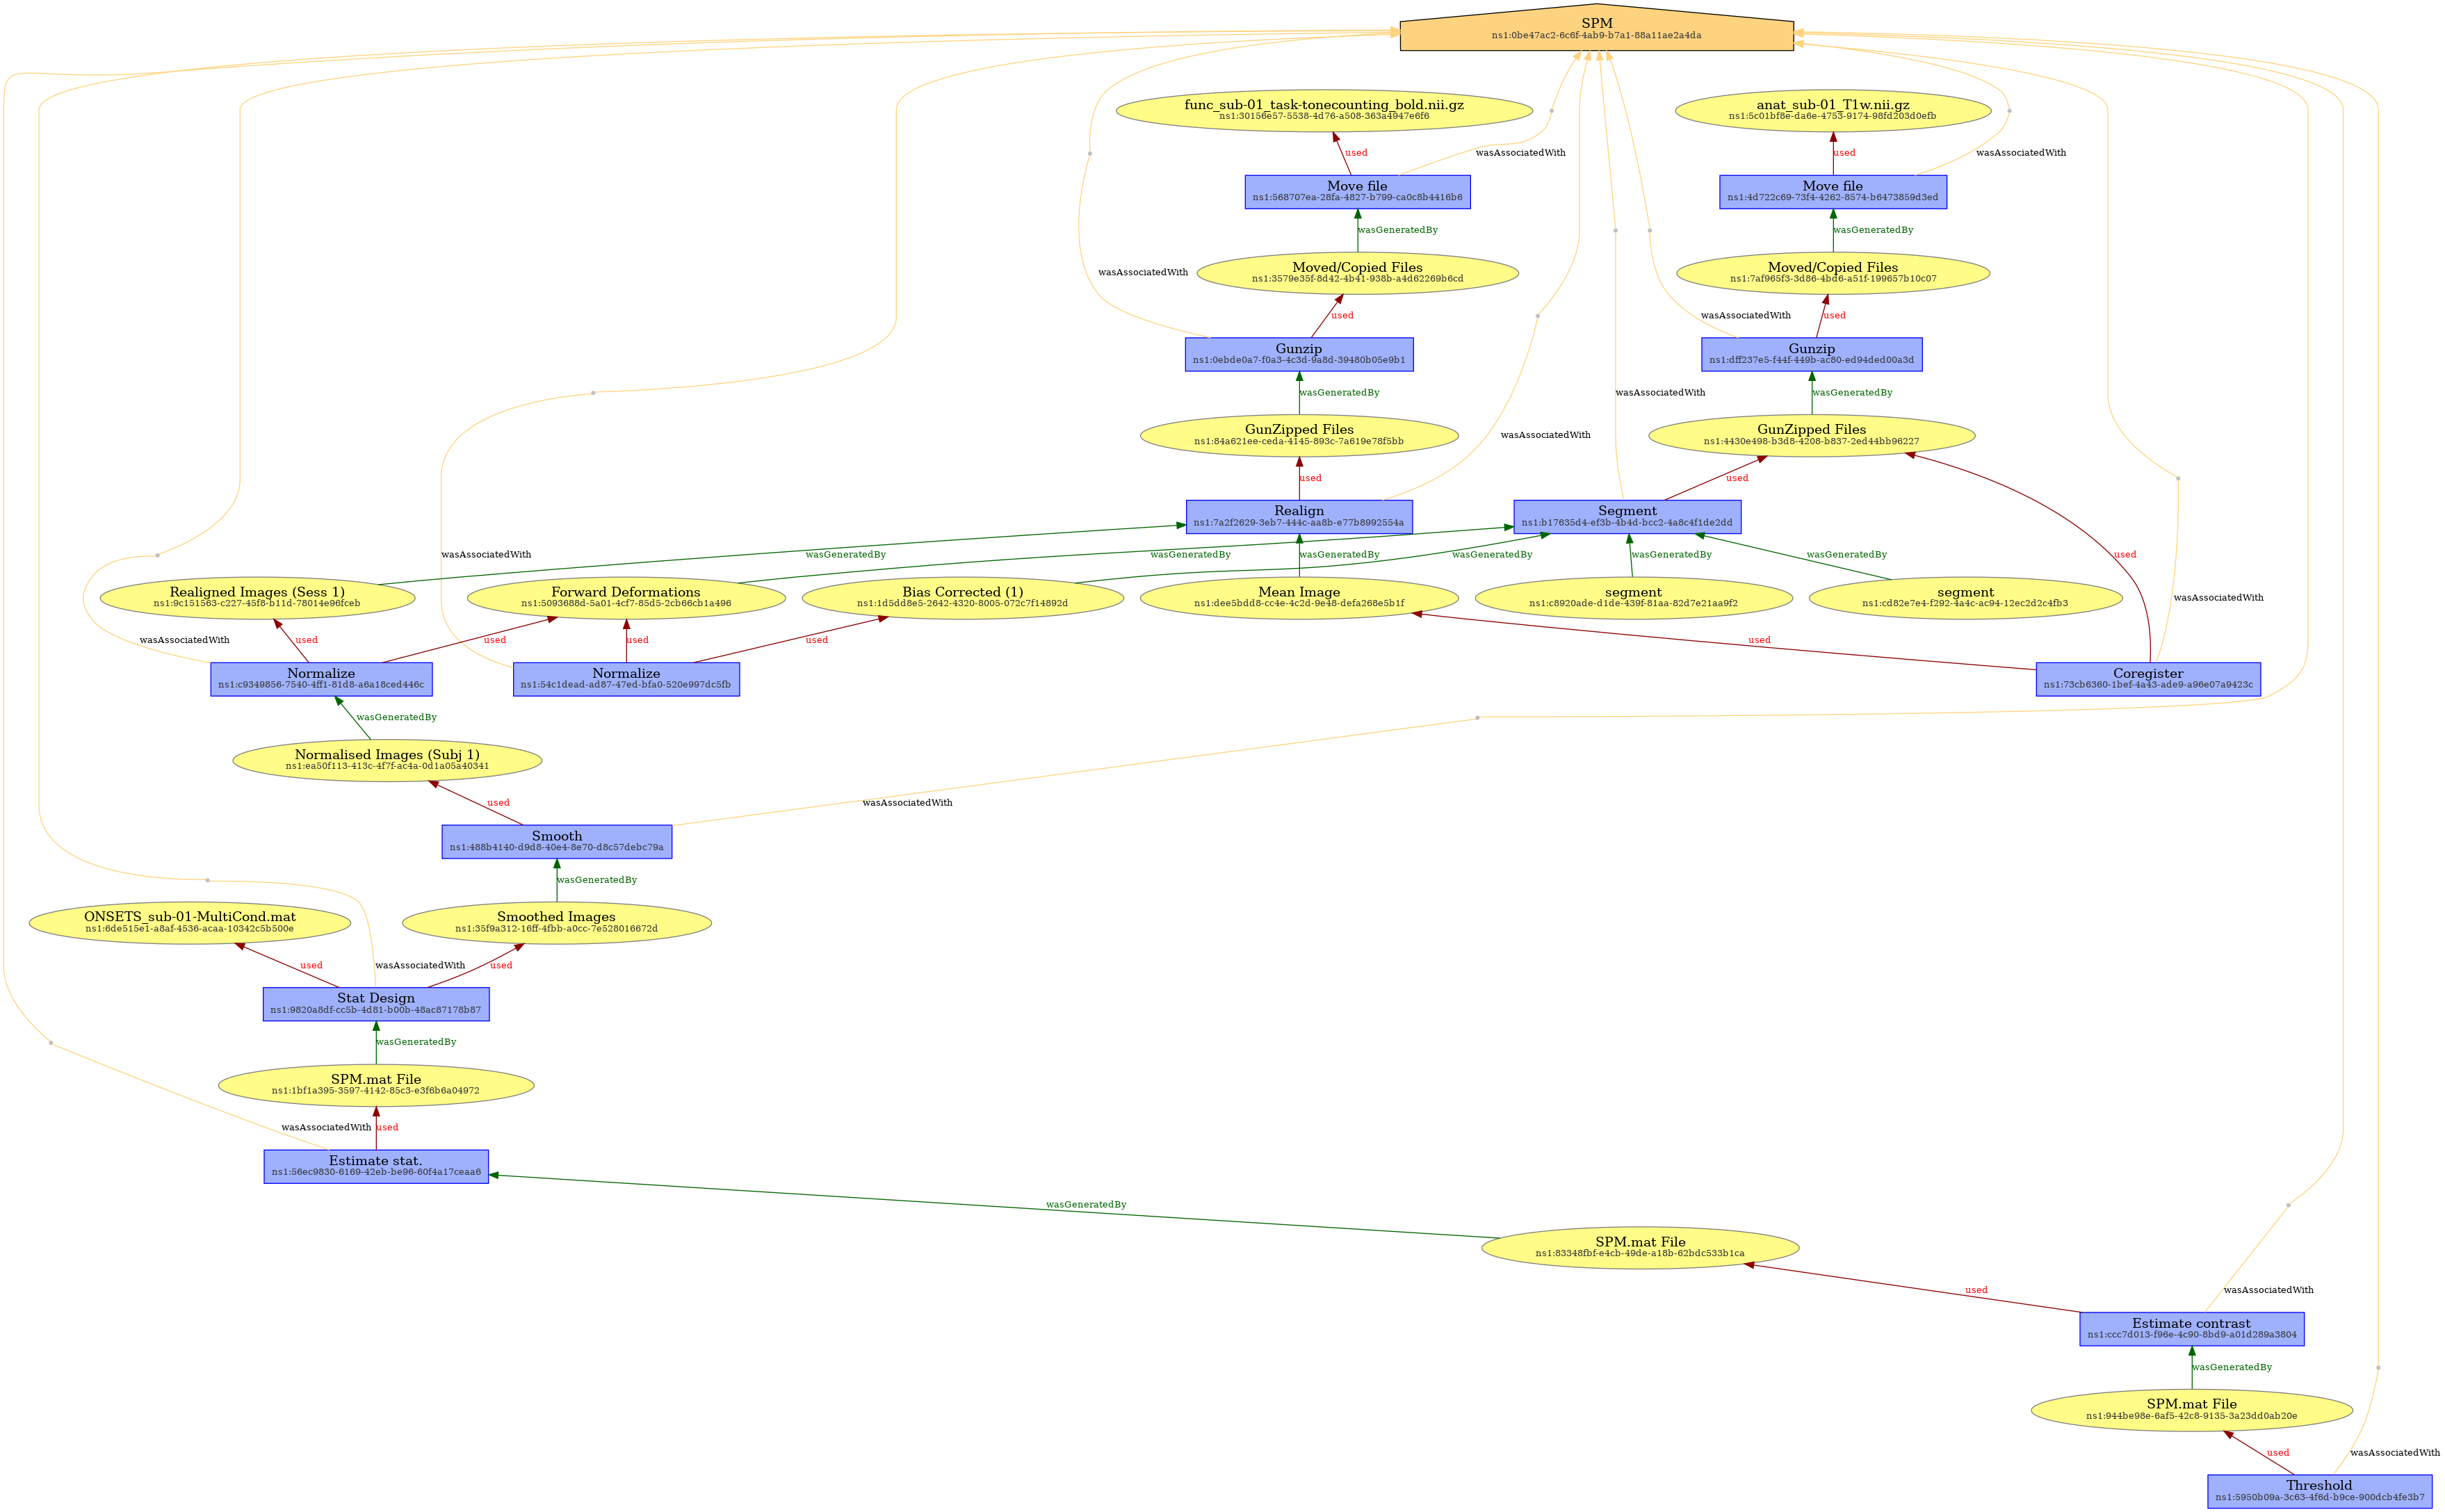 SPM
ns1:0be47ac2-6c6f-4ab9-b7a1-88a11ae2a4da
func_sub-01_task-tonecounting_bold.nii.gz
ns1:30156e57-5538-4d76-a508-363a4947e6f6
anat_sub-01_T1w.nii.gz
ns1:5c01bf8e-da6e-4753-9174-98fd203d0efb
used
wasAssociatedWith
used
wasAssociatedWith
Move file
ns1:568707ea-28fa-4827-b799-ca0c8b4416b6
Move file
ns1:4d722c69-73f4-4262-8574-b6473859d3ed
wasGeneratedBy
wasGeneratedBy
Moved/Copied Files
ns1:3579e35f-8d42-4b41-938b-a4d62269b6cd
Moved/Copied Files
ns1:7af965f3-3d86-4bd6-a51f-199657b10c07
wasAssociatedWith
used
wasAssociatedWith
used
Gunzip
ns1:0ebde0a7-f0a3-4c3d-9a8d-39480b05e9b1
Gunzip
ns1:dff237e5-f44f-449b-ac80-ed94ded00a3d
wasGeneratedBy
wasAssociatedWith
wasGeneratedBy
GunZipped Files
ns1:84a621ee-ceda-4145-893c-7a619e78f5bb
wasAssociatedWith
GunZipped Files
ns1:4430e498-b3d8-4208-b837-2ed44bb96227
used
used
Realign
ns1:7a2f2629-3eb7-444c-aa8b-e77b8992554a
Segment
ns1:b17635d4-ef3b-4b4d-bcc2-4a8c4f1de2dd
wasAssociatedWith
wasGeneratedBy
wasGeneratedBy
wasGeneratedBy
wasGeneratedBy
wasGeneratedBy
wasGeneratedBy
used
Realigned Images (Sess 1)
ns1:9c151563-c227-45f8-b11d-78014e96fceb
Forward Deformations
ns1:5093688d-5a01-4cf7-85d5-2cb66cb1a496
Bias Corrected (1)
ns1:1d5dd8e5-2642-4320-8005-072c7f14892d
Mean Image
ns1:dee5bdd8-cc4e-4c2d-9e48-defa268e5b1f
segment
ns1:c8920ade-d1de-439f-81aa-82d7e21aa9f2
segment
ns1:cd82e7e4-f292-4a4c-ac94-12ec2d2c4fb3
wasAssociatedWith
wasAssociatedWith
used
used
used
used
used
Normalize
ns1:c9349856-7540-4ff1-81d8-a6a18ced446c
Normalize
ns1:54c1dead-ad87-47ed-bfa0-520e997dc5fb
Coregister
ns1:73cb6360-1bef-4a43-ade9-a96e07a9423c
wasGeneratedBy
Normalised Images (Subj 1)
ns1:ea50f113-413c-4f7f-ac4a-0d1a05a40341
used
wasAssociatedWith
Smooth
ns1:488b4140-d9d8-40e4-8e70-d8c57debc79a
wasGeneratedBy
ONSETS_sub-01-MultiCond.mat
ns1:6de515e1-a8af-4536-acaa-10342c5b500e
Smoothed Images
ns1:35f9a312-16ff-4fbb-a0cc-7e528016672d
used
wasAssociatedWith
used
Stat Design
ns1:9820a8df-cc5b-4d81-b00b-48ac87178b87
wasGeneratedBy
SPM.mat File
ns1:1bf1a395-3597-4142-85c3-e3f6b6a04972
wasAssociatedWith
used
Estimate stat.
ns1:56ec9830-6169-42eb-be96-60f4a17ceaa6
wasGeneratedBy
SPM.mat File
ns1:83348fbf-e4cb-49de-a18b-62bdc533b1ca
used
wasAssociatedWith
Estimate contrast
ns1:ccc7d013-f96e-4c90-8bd9-a01d289a3804
wasGeneratedBy
SPM.mat File
ns1:944be98e-6af5-42c8-9135-3a23dd0ab20e
used
wasAssociatedWith
Threshold
ns1:5950b09a-3c63-4f6d-b9ce-900dcb4fe3b7